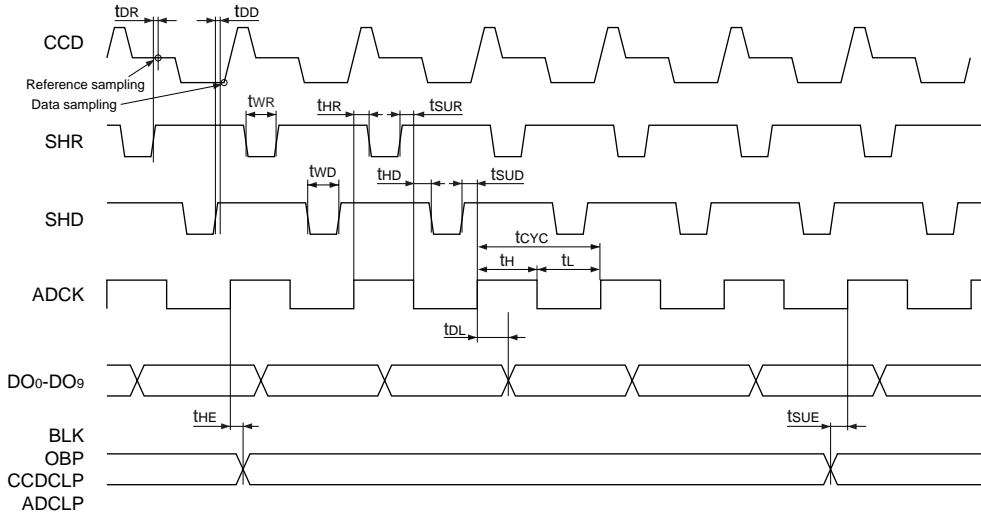 tDR tDD
CCD
Reference sampling
Data sampling
tWR tHR tSUR
SHR
tWD tHD tSUD
SHD
tCYC
tH tL
ADCK
tDL
DO0-DO9
tHE tSUE
BLK
OBP
CCDCLP
ADCLP